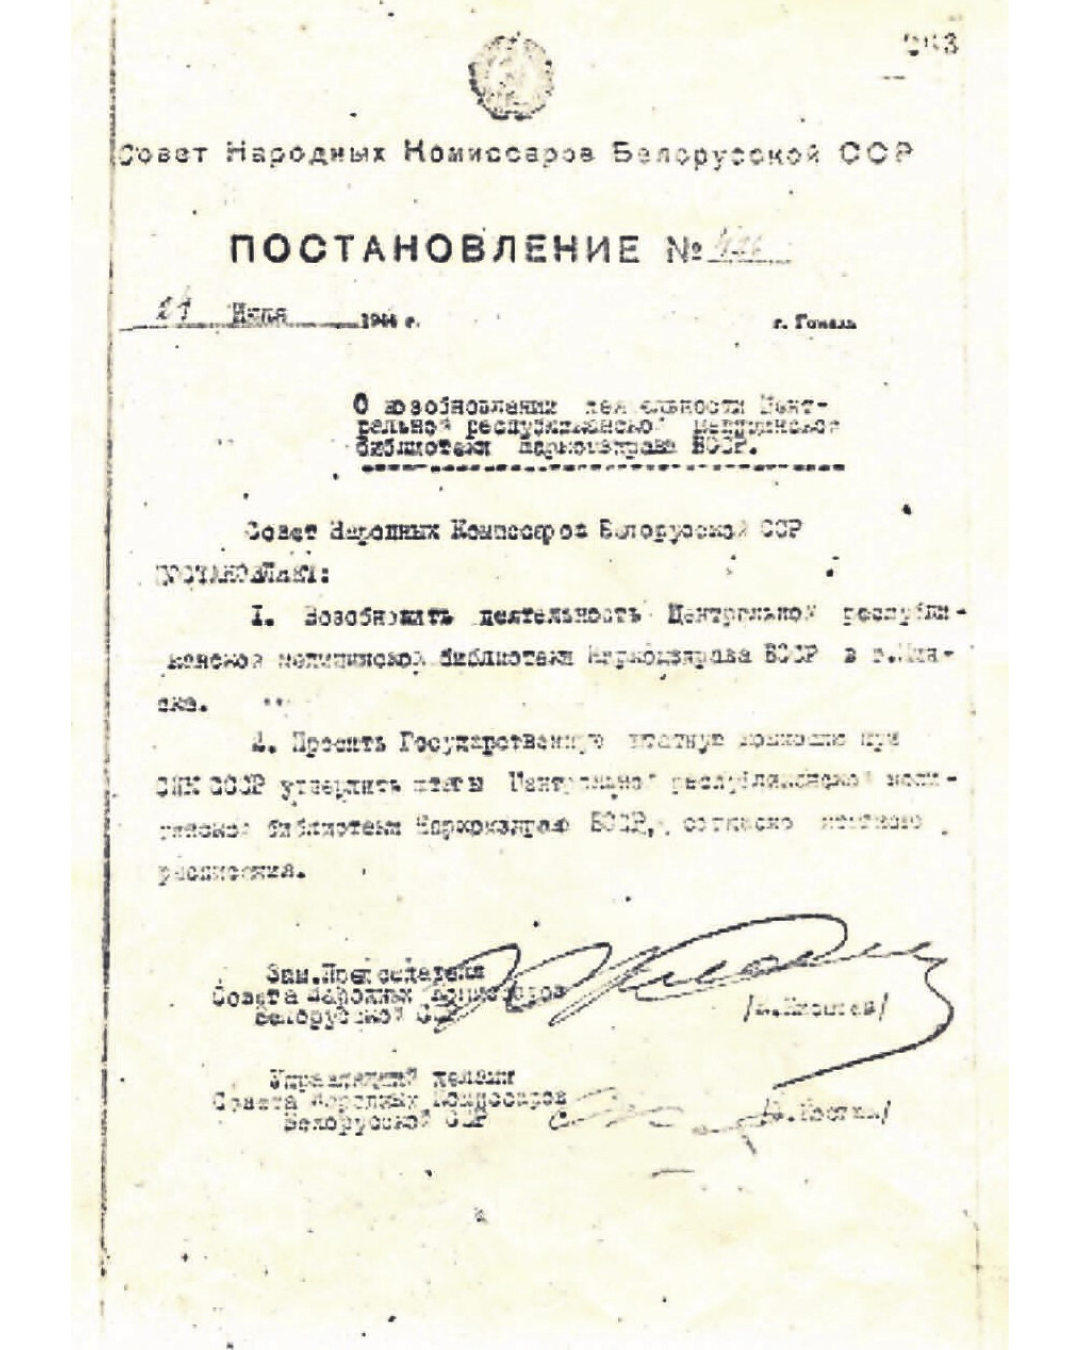 Совет Народных Комиссаров Белорусской ССР
ПОСТАНОВЛЕНИЕ №
Июля 1944 г. г. Гомель
О возобновлении деятельности Цент-
ральной республиканской медицинской
библиотеки Наркомздрава БССР.
Совет Народных Комиссаров Белорусской ССР
ПОСТАНОВЛЯЕТ:
1. Возобновить деятельность Центральной республи-
канской медицинской библиотеки Наркомздрава БССР в г.Мин-
ске.
2. Просить Государственную штатную комиссию при
СНК СССР утвердить штаты Центральной республиканской меди-
цинской библиотеки Наркомздрава БССР, согласно штатного
расписания.
Зам.Председателя
Совета Народных Комиссаров
Белорусской ССР
Управляющий делами
Совета Народных Комиссаров
Белорусской ССР